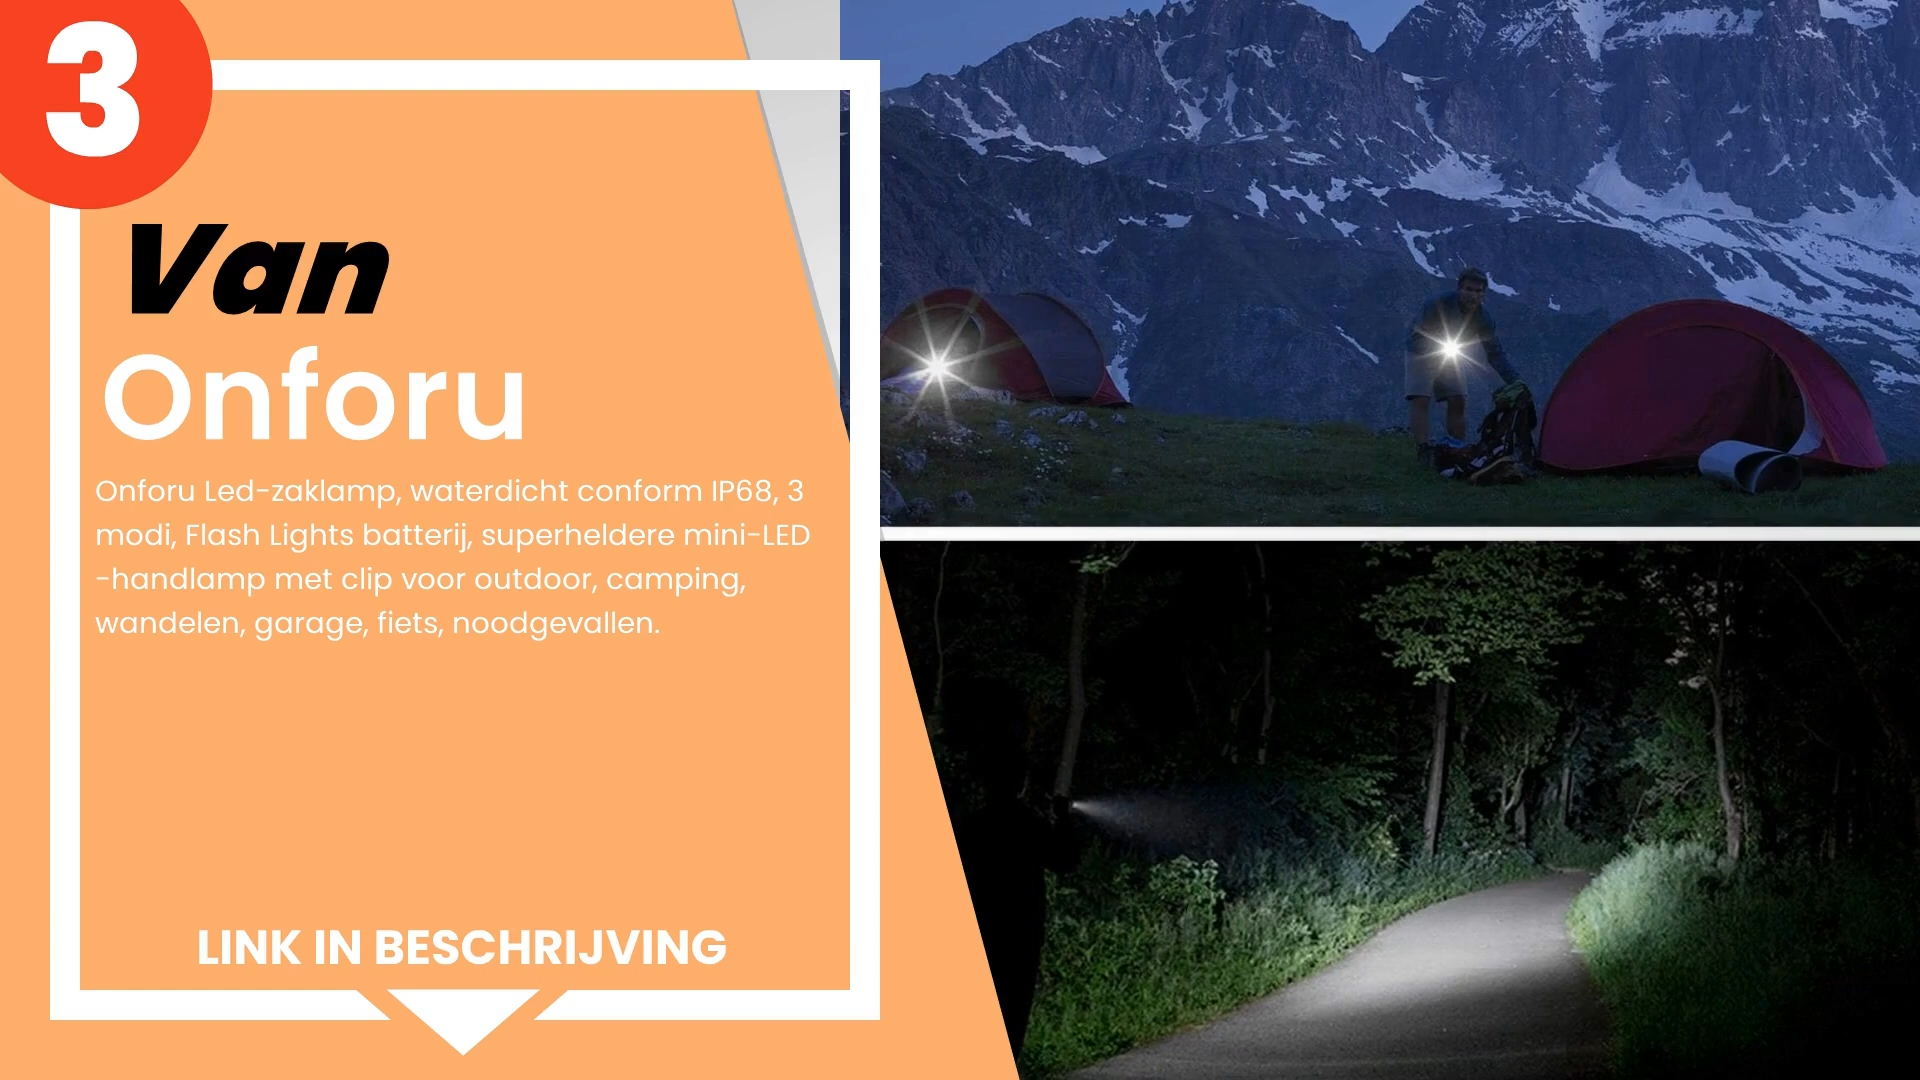 3
Van
Onforu
Onforu Led-zaklamp, waterdicht conform IP68, 3
modi, Flash Lights batterij, superheldere mini-LED
-handlamp met clip voor outdoor, camping,
wandelen, garage, fiets, noodgevallen.
LINK IN BESCHRIJVING